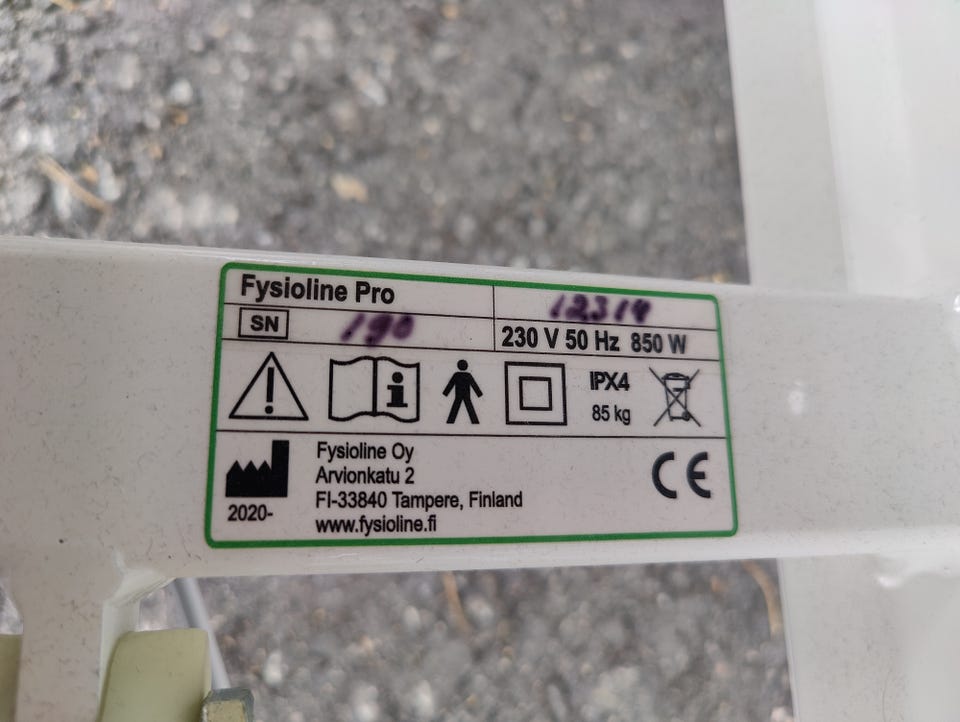 Fysioline Pro
12314
SN 190
230 V 50 Hz 850 W
i
IPX4
85 kg
2020-
Fysioline Oy
Arvionkatu 2
FI-33840 Tampere, Finland
www.fysioline.fi
CE